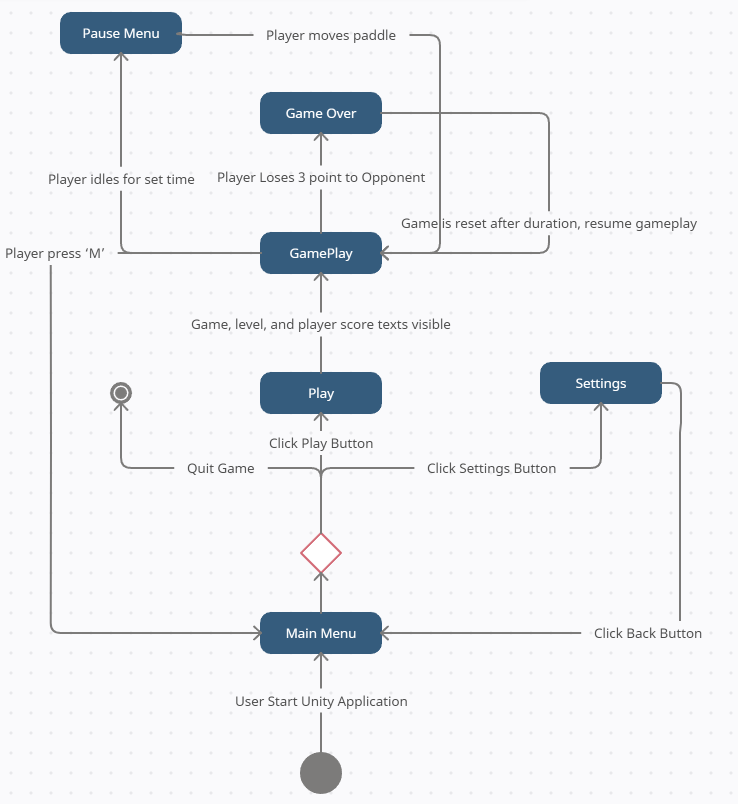 Pause Menu
Player moves paddle
Game Over
Player idles for set time
Player Loses 3 point to Opponent
Game is reset after duration, resume gameplay
Player press ‘M’
GamePlay
Game, level, and player score texts visible
Play
Settings
Click Play Button
Quit Game
Click Settings Button
Main Menu
Click Back Button
User Start Unity Application